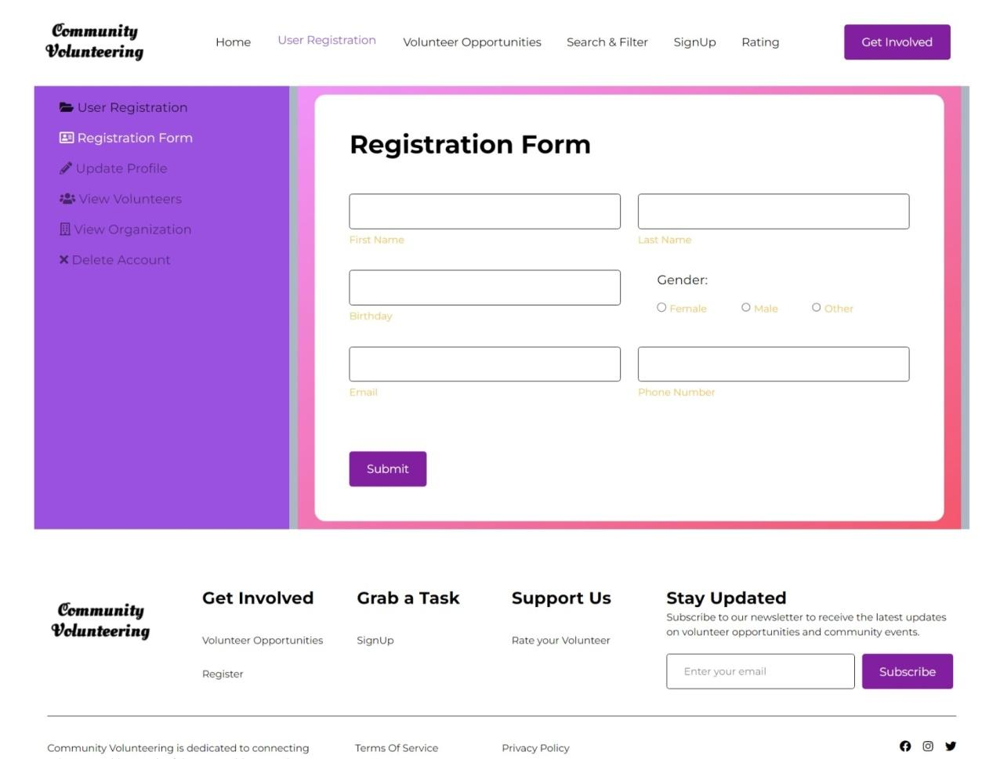 Community
Volunteering
Home
User Registration
Volunteer Opportunities
Search & Filter
SignUp
Rating
Get Involved
User Registration
Registration Form
Update Profile
View Volunteers
View Organization
Delete Account
Registration Form
First Name
Last Name
Birthday
Gender:
Female
Male
Other
Email
Phone Number
Submit
Community
Volunteering
Get Involved
Volunteer Opportunities
Register
Grab a Task
SignUp
Support Us
Rate your Volunteer
Stay Updated
Subscribe to our newsletter to receive the latest updates
on volunteer opportunities and community events.
Enter your email
Subscribe
Community Volunteering is dedicated to connecting
Terms Of Service
Privacy Policy